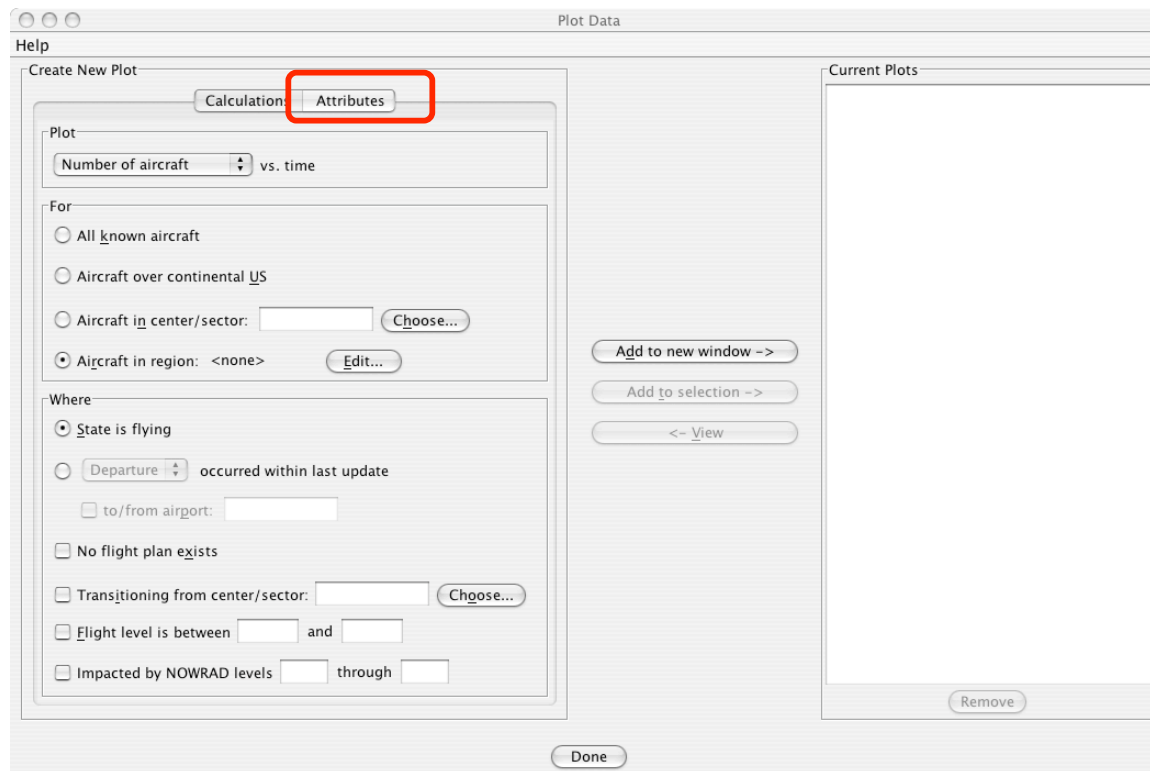 Plot Data
Help
Create New Plot
Calculations Attributes
Plot
Number of aircraft vs. time
For
All known aircraft
Aircraft over continental US
Aircraft in center/sector: Choose...
Aircraft in region: <none> Edit...
Where
State is flying
Departure occurred within last update
to/from airport:
No flight plan exists
Transitioning from center/sector: Choose...
Flight level is between and
Impacted by NOWRAD levels through
Add to new window ->
Add to selection ->
<- View
Current Plots
Remove
Done